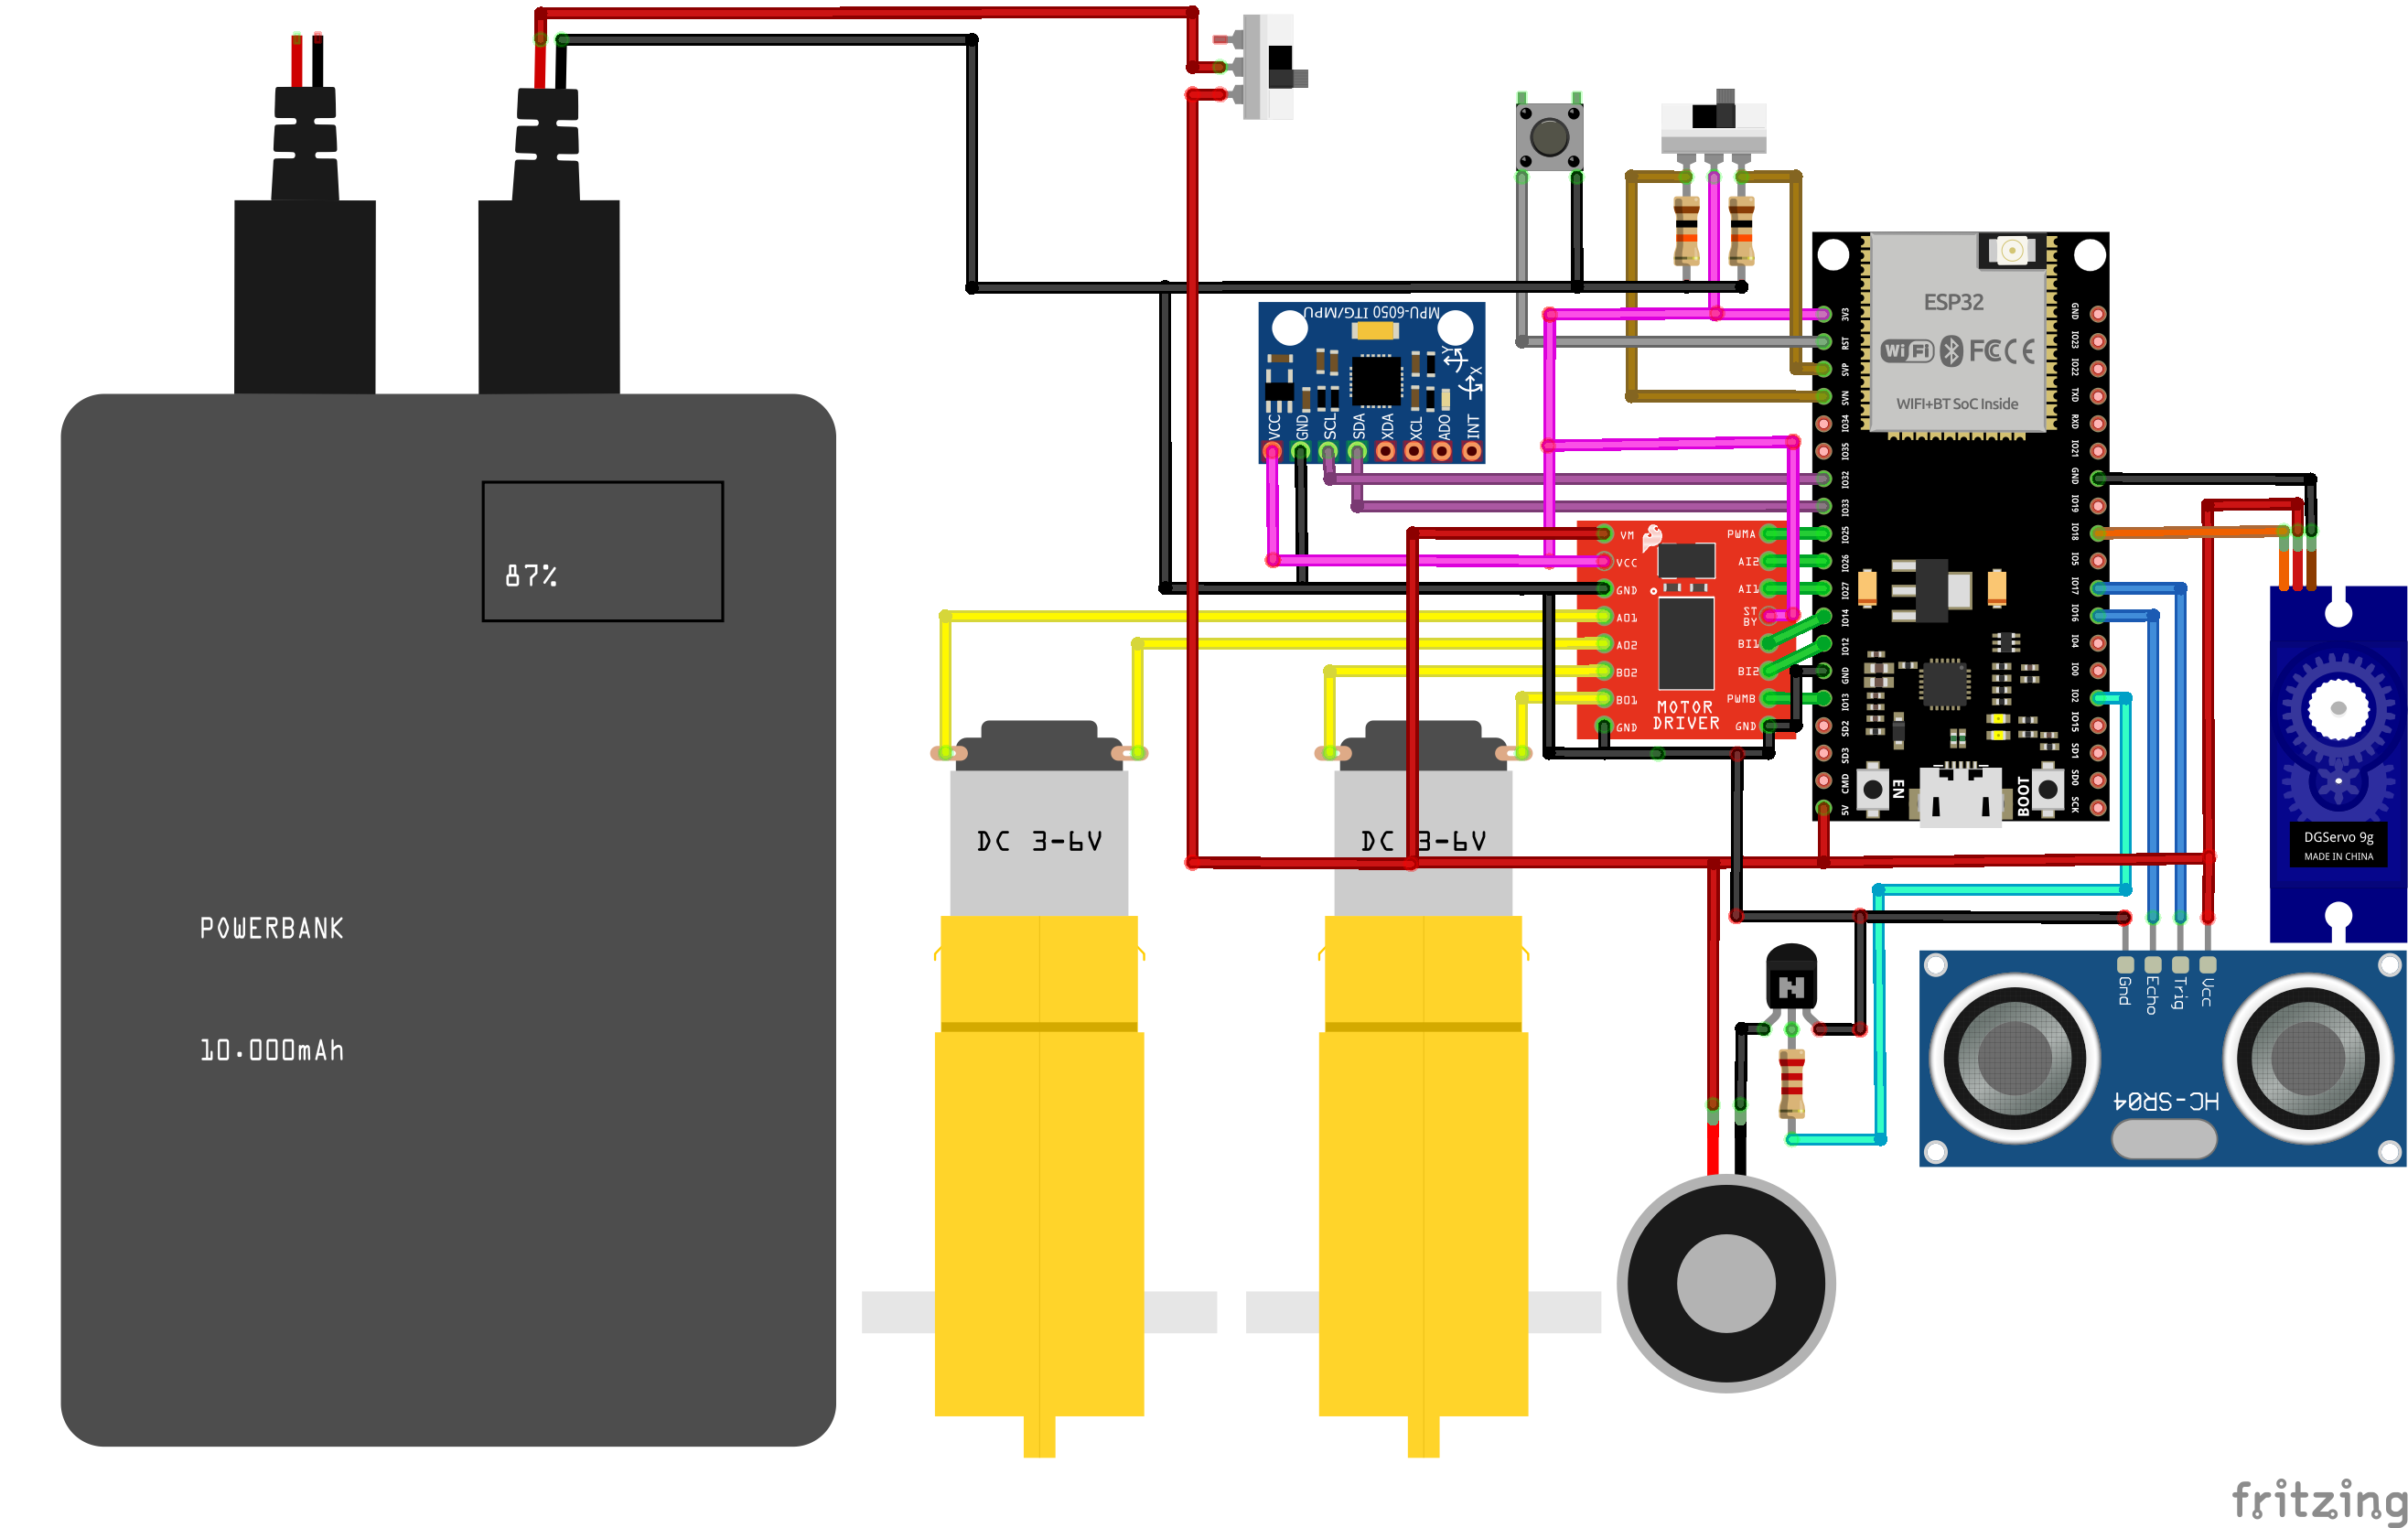 87%
POWERBANK
10.000mAh
DC 3-6V
DC 3-6V
MPU-6050 ITG/MPU
Y
X
VCC
GND
SCL
SDA
XDA
XCL
ADO
INT
VM
VCC
GND
AO1
AO2
BO2
BO1
GND
PWMA
AI2
AI1
ST
BY
BI1
BI2
PWMB
GND
MOTOR
DRIVER
ESP32
WiFi
FC CE
WIFI+BT SoC Inside
3V3
RST
SVP
SVN
IO34
IO35
IO32
IO33
IO25
IO26
IO27
IO14
IO12
GND
IO13
SD2
SD3
CMD
5V
GND
IO23
IO22
TXD
RXD
IO21
GND
IO19
IO18
IO5
IO17
IO16
IO4
IO0
IO2
IO15
SD1
SD0
SCK
EN
BOOT
DGServo 9g
MADE IN CHINA
N
Gnd
Echo
Trig
Vcc
HC-SR04
fritzing